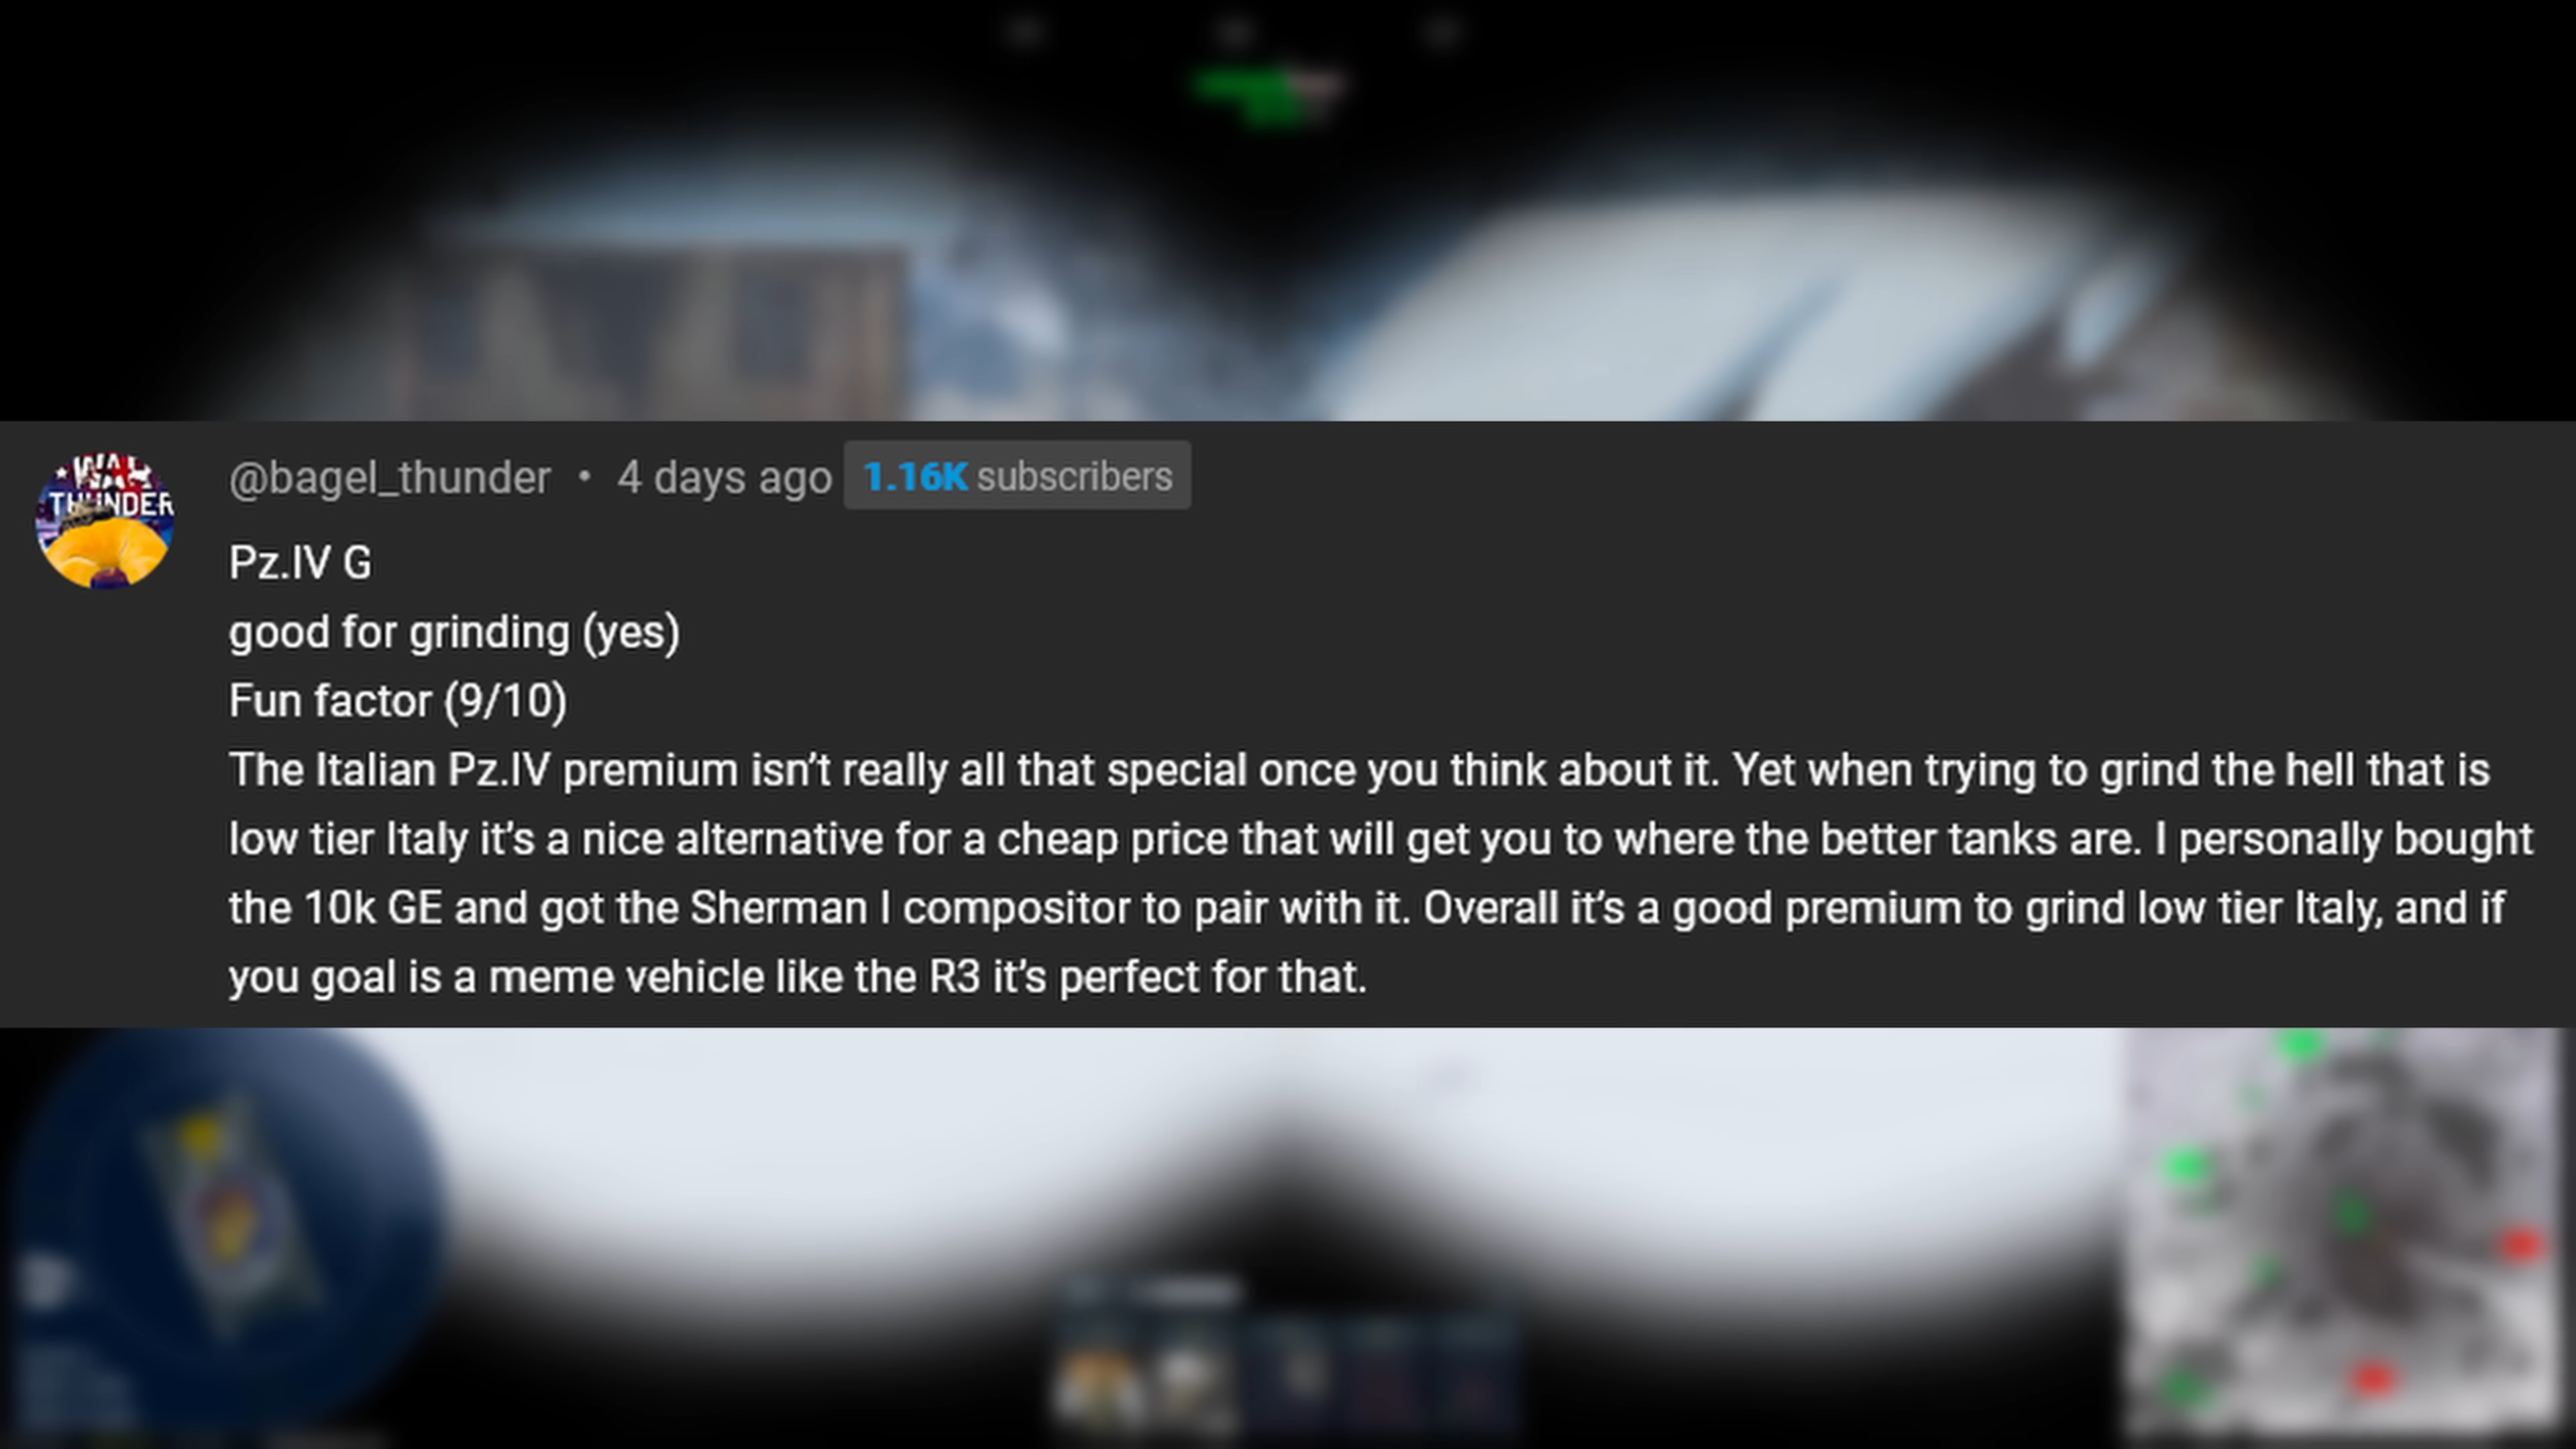 WAR
THUNDER
@bagel_thunder • 4 days ago 1.16K subscribers
Pz.IV G
good for grinding (yes)
Fun factor (9/10)
The Italian Pz.IV premium isn’t really all that special once you think about it. Yet when trying to grind the hell that is
low tier Italy it’s a nice alternative for a cheap price that will get you to where the better tanks are. I personally bought
the 10k GE and got the Sherman I compositor to pair with it. Overall it’s a good premium to grind low tier Italy, and if
you goal is a meme vehicle like the R3 it’s perfect for that.